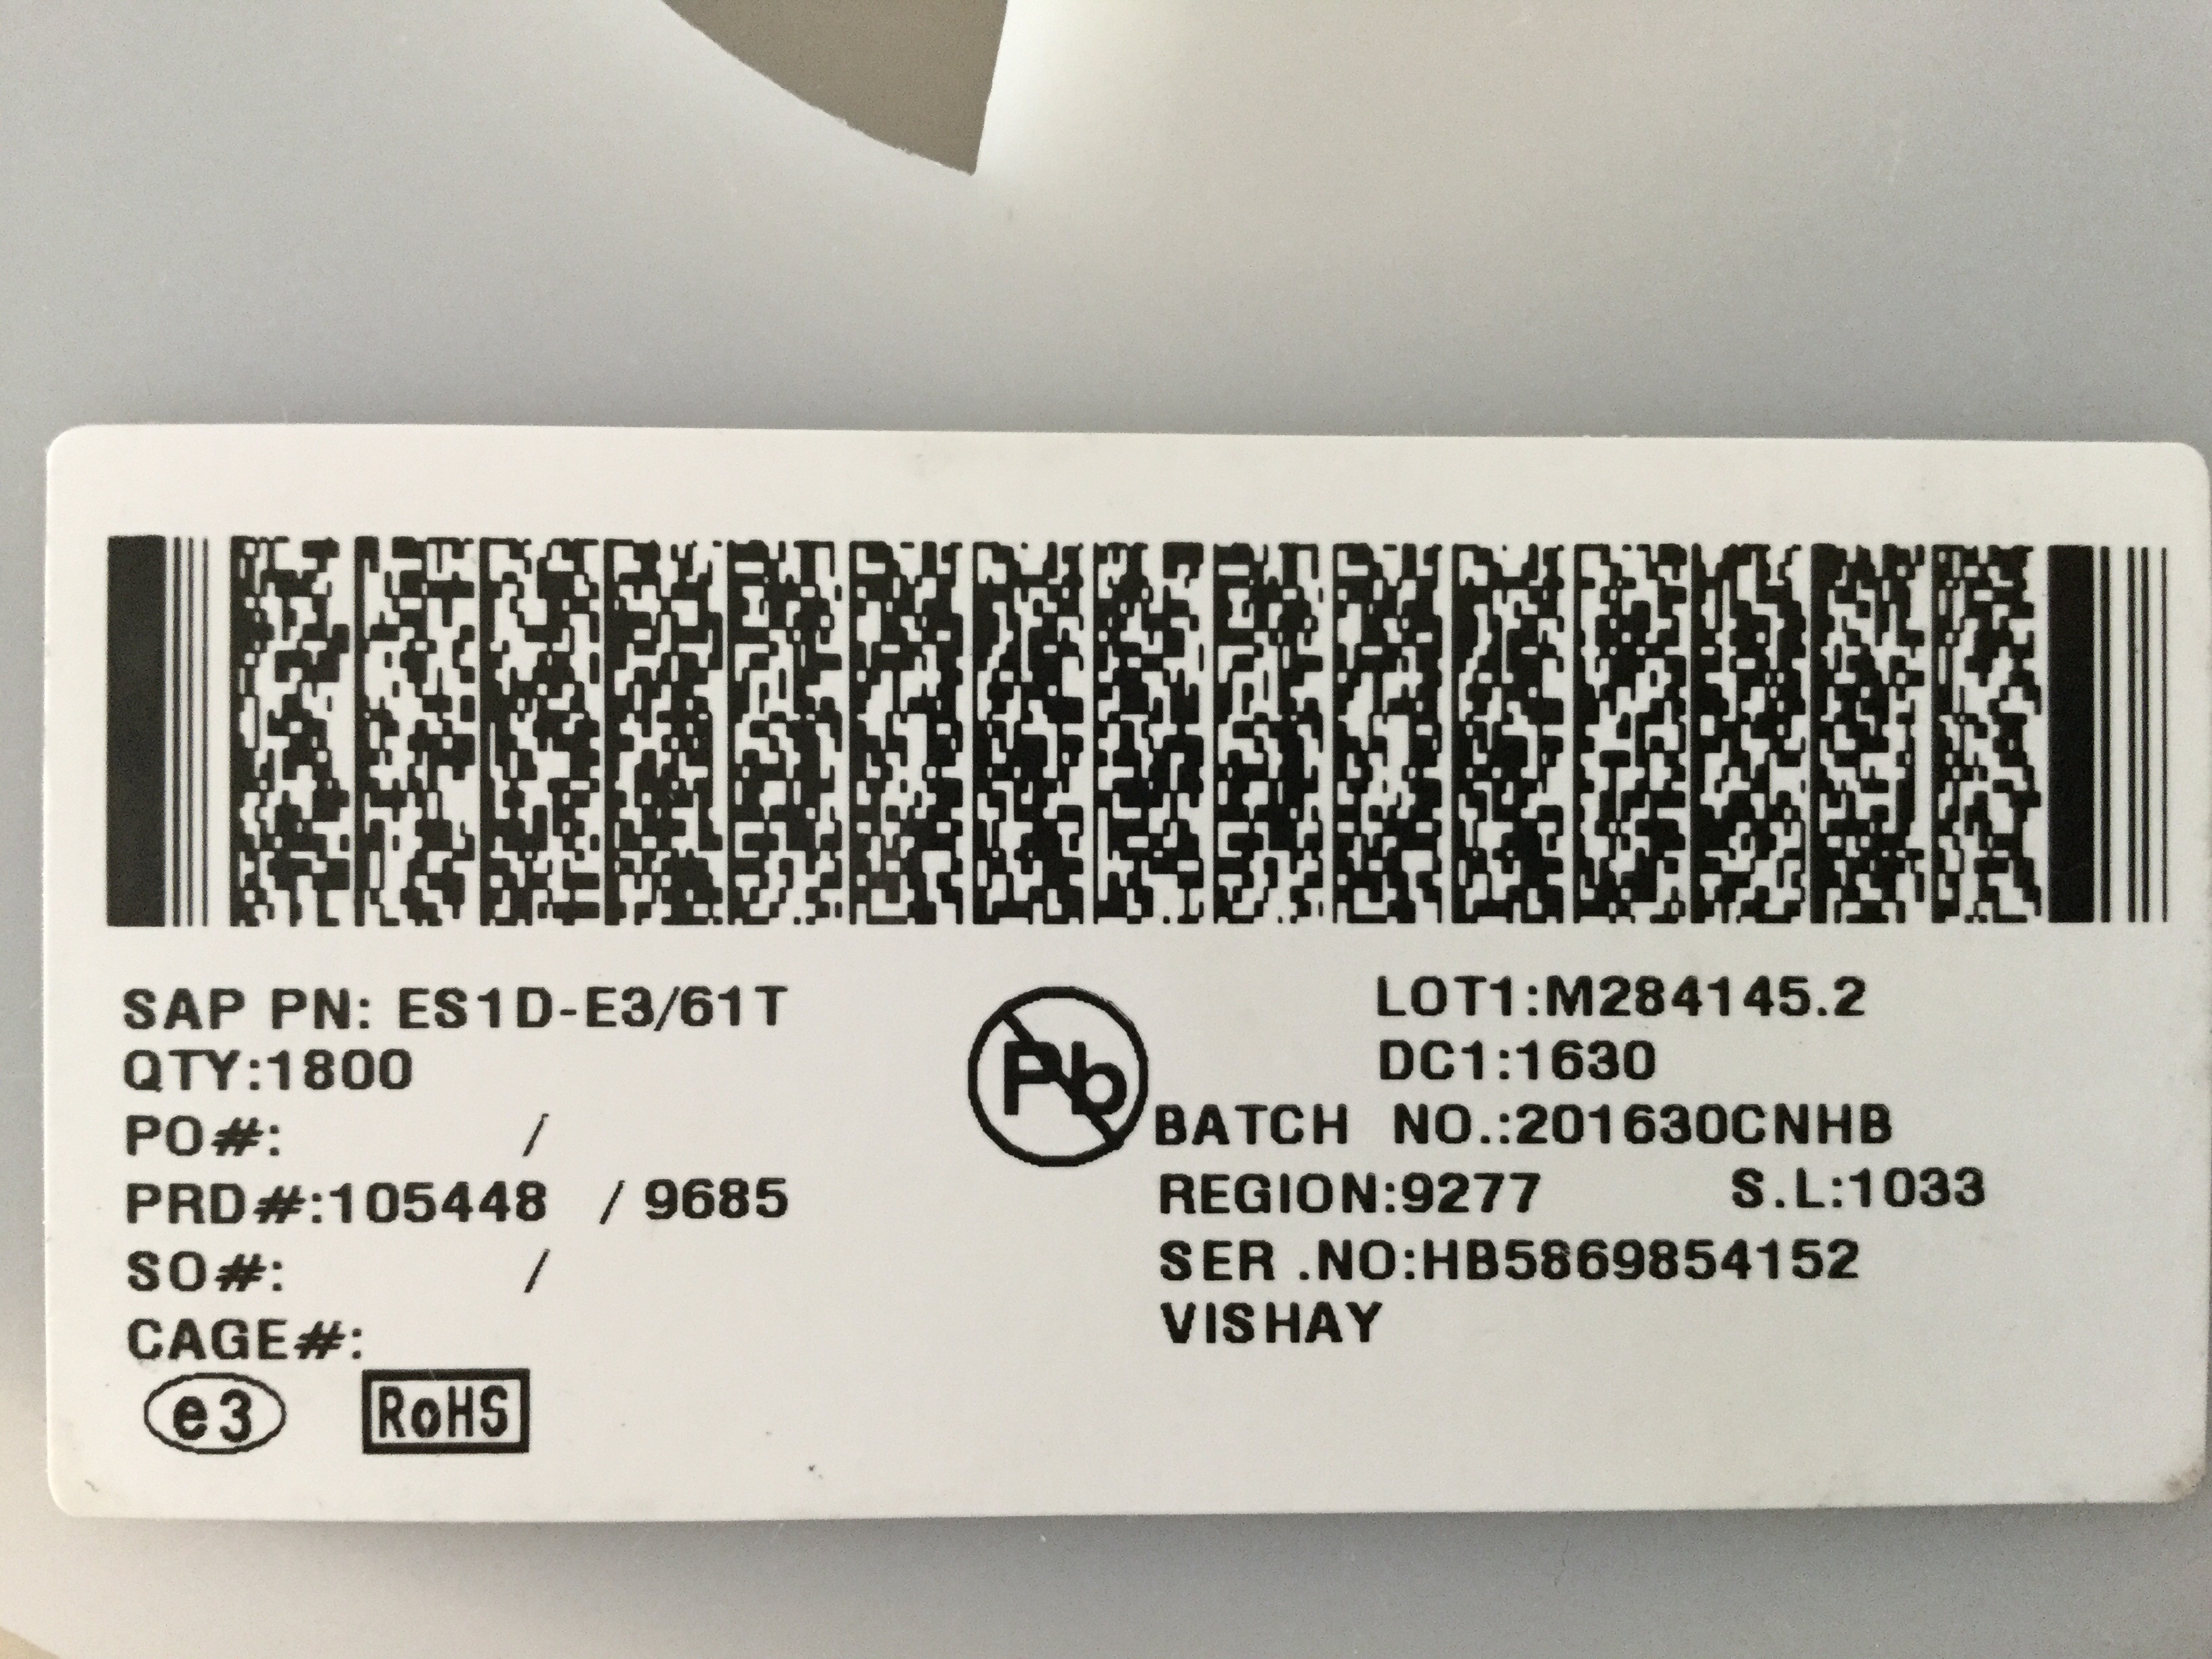 SAP PN: ES1D-E3/61T
QTY:1800
PO#: /
PRD#:105448 / 9685
SO#: /
CAGE#:
e3 RoHS
Pb
LOT1:M284145.2
DC1:1630
BATCH NO.:201630CNHB
REGION:9277 S.L:1033
SER .NO:HB5869854152
VISHAY